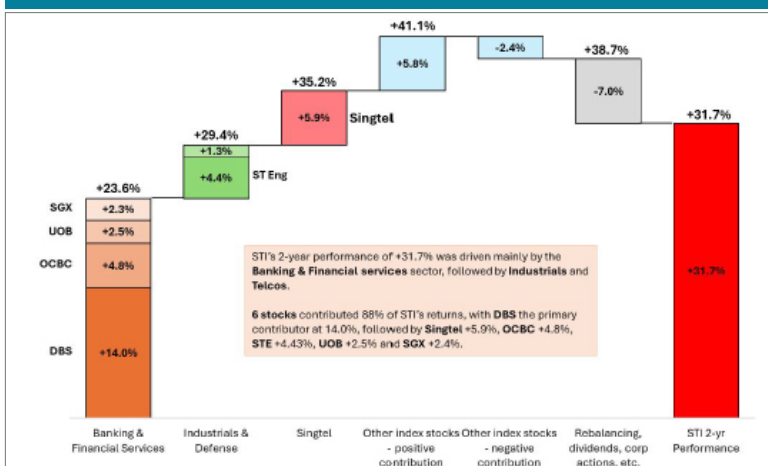 +41.1%
+5.8%
-2.4%
+38.7%
-7.0%
+35.2%
+5.9%
Singtel
+31.7%
+29.4%
+1.3%
+4.4%
ST Eng
+23.6%
SGX
+2.3%
UOB
+2.5%
OCBC
+4.8%
DBS
+14.0%
STI's 2-year performance of +31.7% was driven mainly by the
Banking & Financial services sector, followed by Industrials and
Telcos.
6 stocks contributed 88% of STI's returns, with DBS the primary
contributor at 14.0%, followed by Singtel +5.9%, OCBC +4.8%,
STE +4.43%, UOB +2.5% and SGX +2.4%.
+31.7%
Banking &
Financial Services
Industrials &
Defense
Singtel
Other index stocks
- positive
contribution
Other index stocks
- negative
contribution
Rebalancing,
dividends, corp
actions, etc.
STI 2-yr
Performance